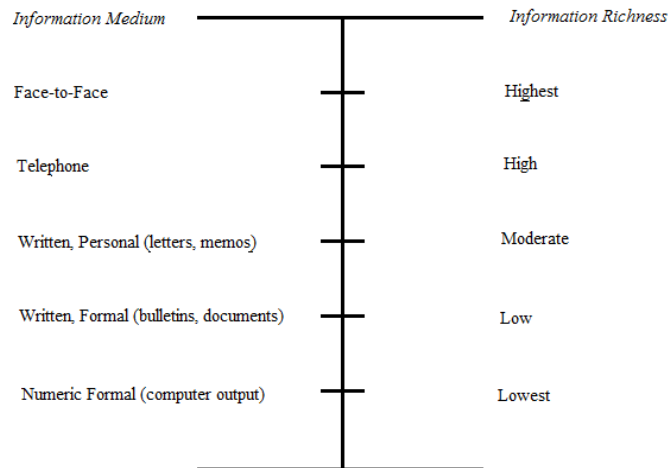 Information Medium Information Richness
Face-to-Face Highest
Telephone High
Written, Personal (letters, memos) Moderate
Written, Formal (bulletins, documents) Low
Numeric Formal (computer output) Lowest